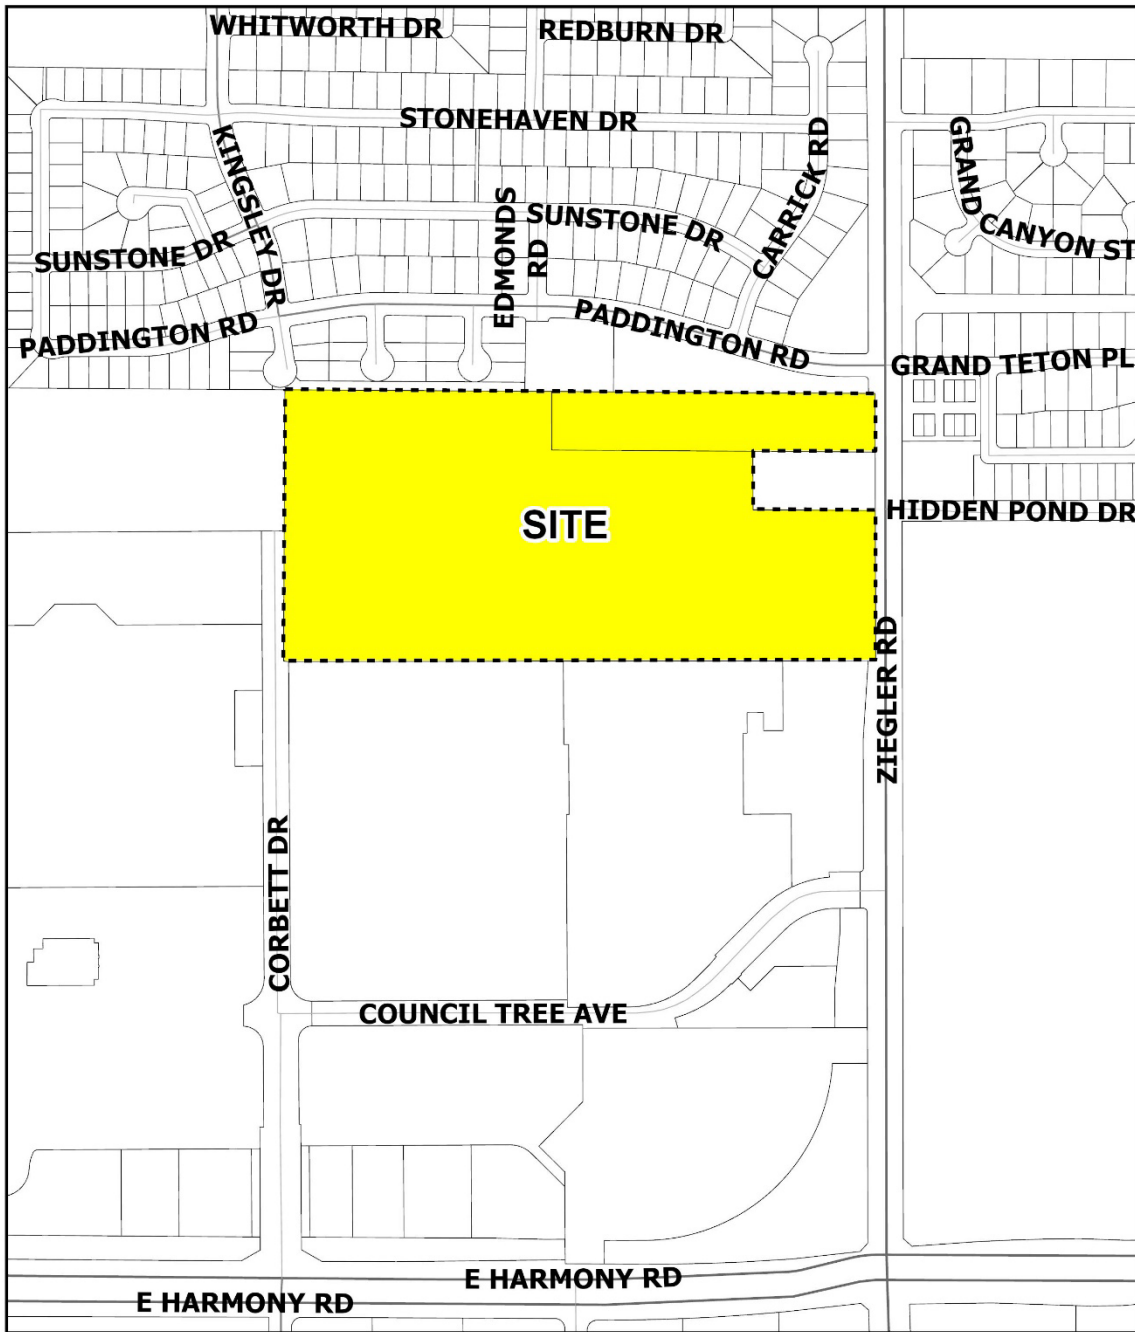 WHITWORTH DR
REDBURN DR
STONEHAVEN DR
KINGSLEY DR
CARRICK RD
GRAND
CANYON ST
EDMONDS
RD
SUNSTONE DR
SUNSTONE DR
PADDINGTON RD
PADDINGTON RD
GRAND TETON PL
SITE
HIDDEN POND DR
ZIEGLER RD
CORBETT DR
COUNCIL TREE AVE
E HARMONY RD
E HARMONY RD